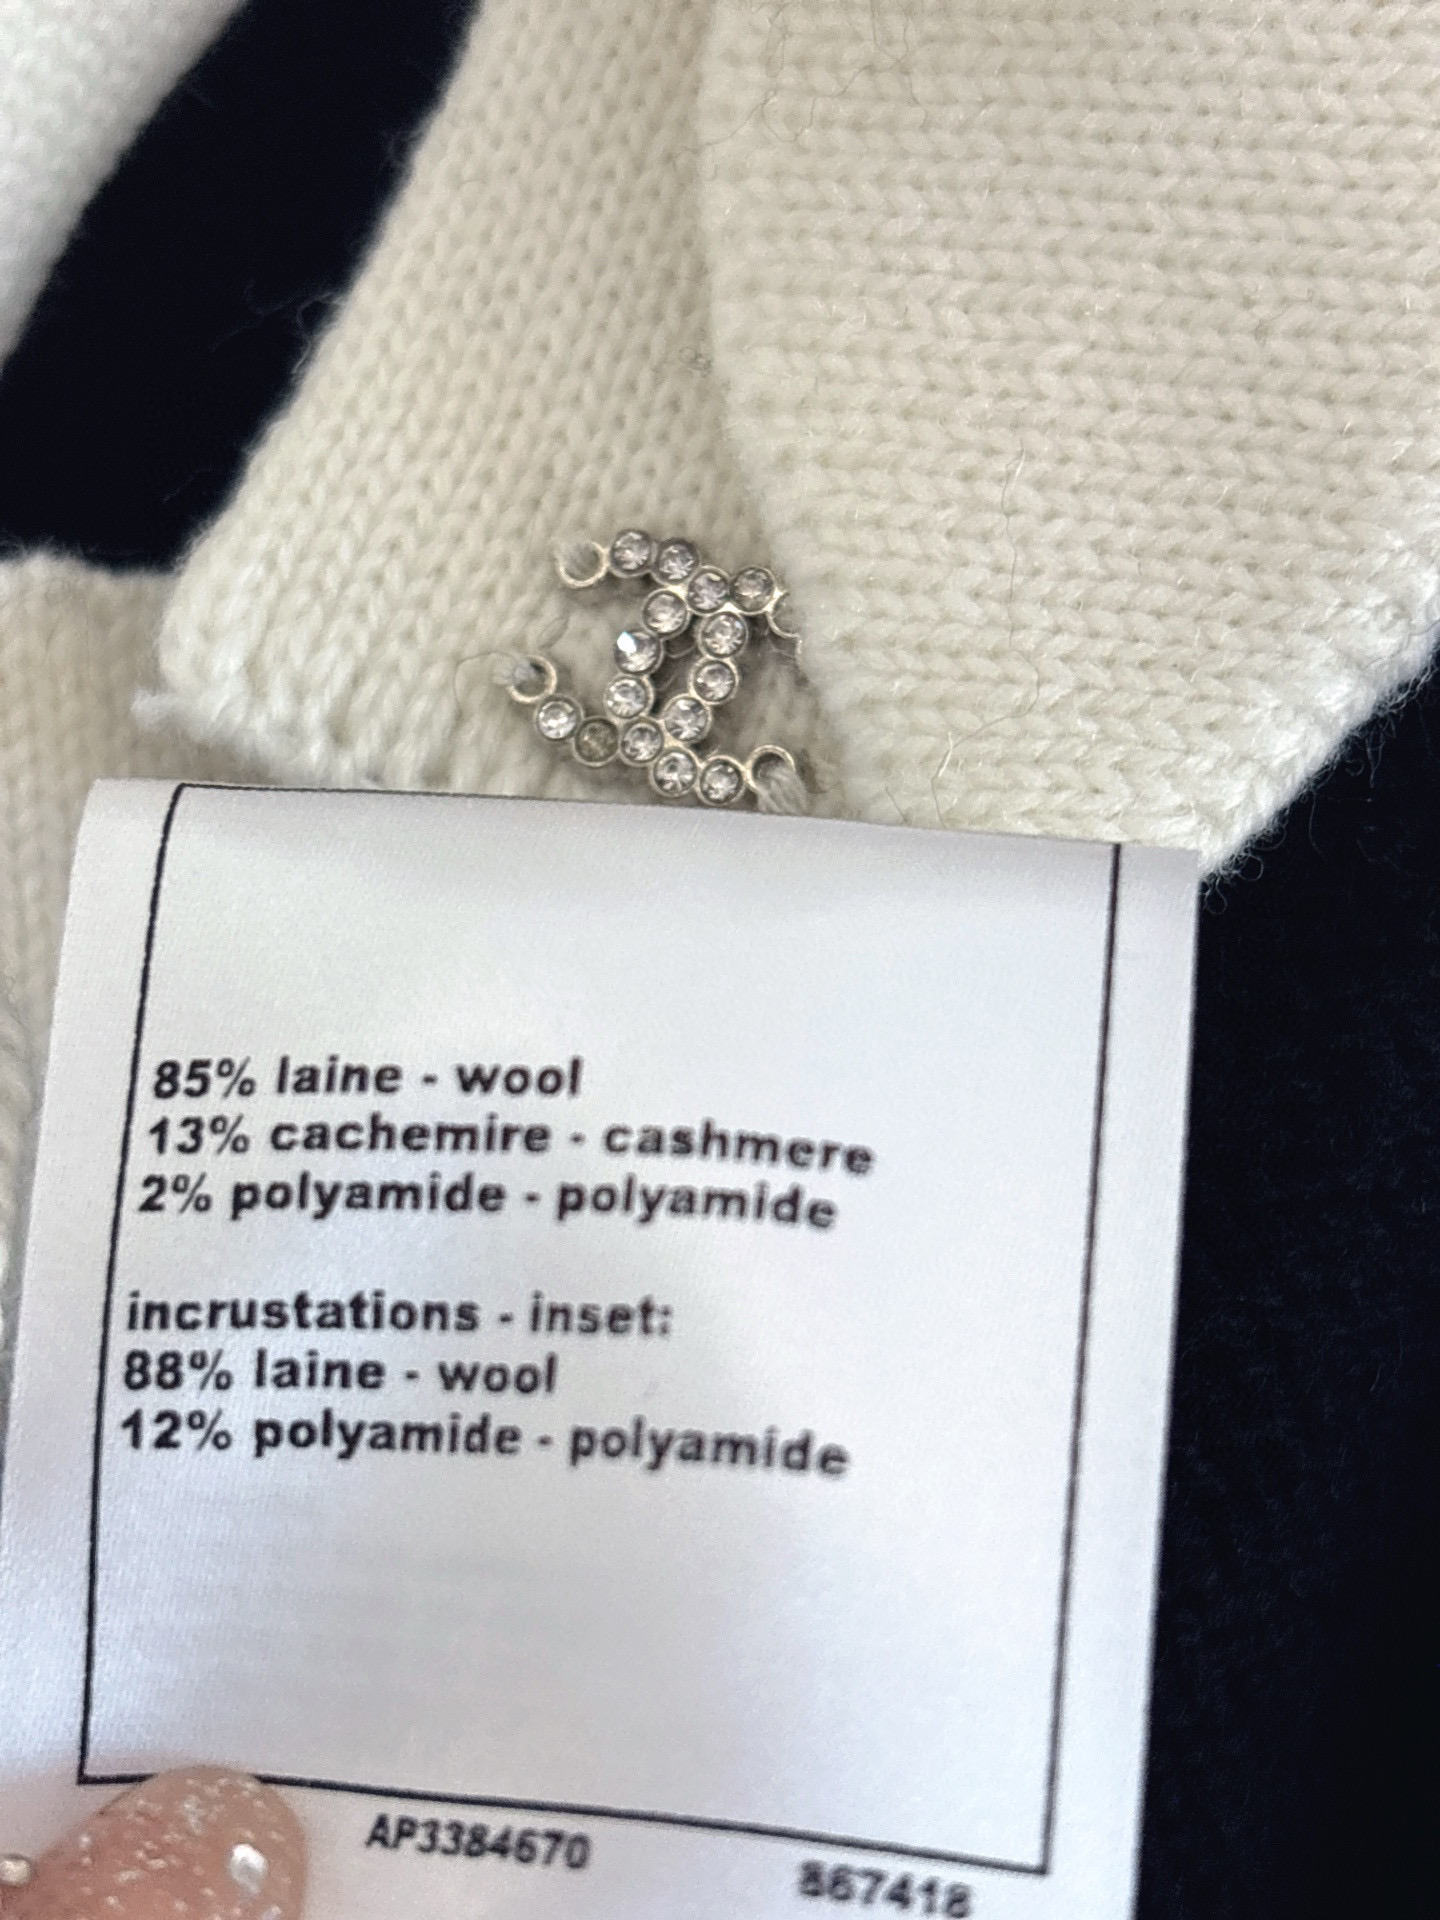 85% laine - wool
13% cachemire - cashmere
2% polyamide - polyamide
incrustations - inset:
88% laine - wool
12% polyamide - polyamide
AP3384670
867418